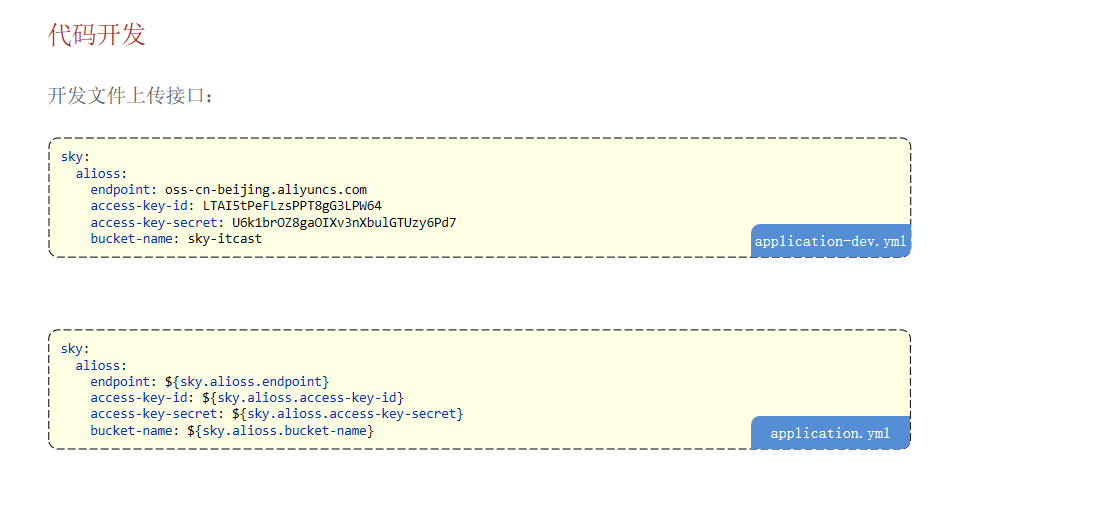 代码开发
开发文件上传接口：
sky:
alioss:
endpoint: oss-cn-beijing.aliyuncs.com
access-key-id: LTAI5tPeFLzsPPT8gG3LPW64
access-key-secret: U6k1brOZ8gaOIXv3nXbulGTUzy6Pd7
bucket-name: sky-itcast
application-dev.yml
sky:
alioss:
endpoint: ${sky.alioss.endpoint}
access-key-id: ${sky.alioss.access-key-id}
access-key-secret: ${sky.alioss.access-key-secret}
bucket-name: ${sky.alioss.bucket-name}
application.yml